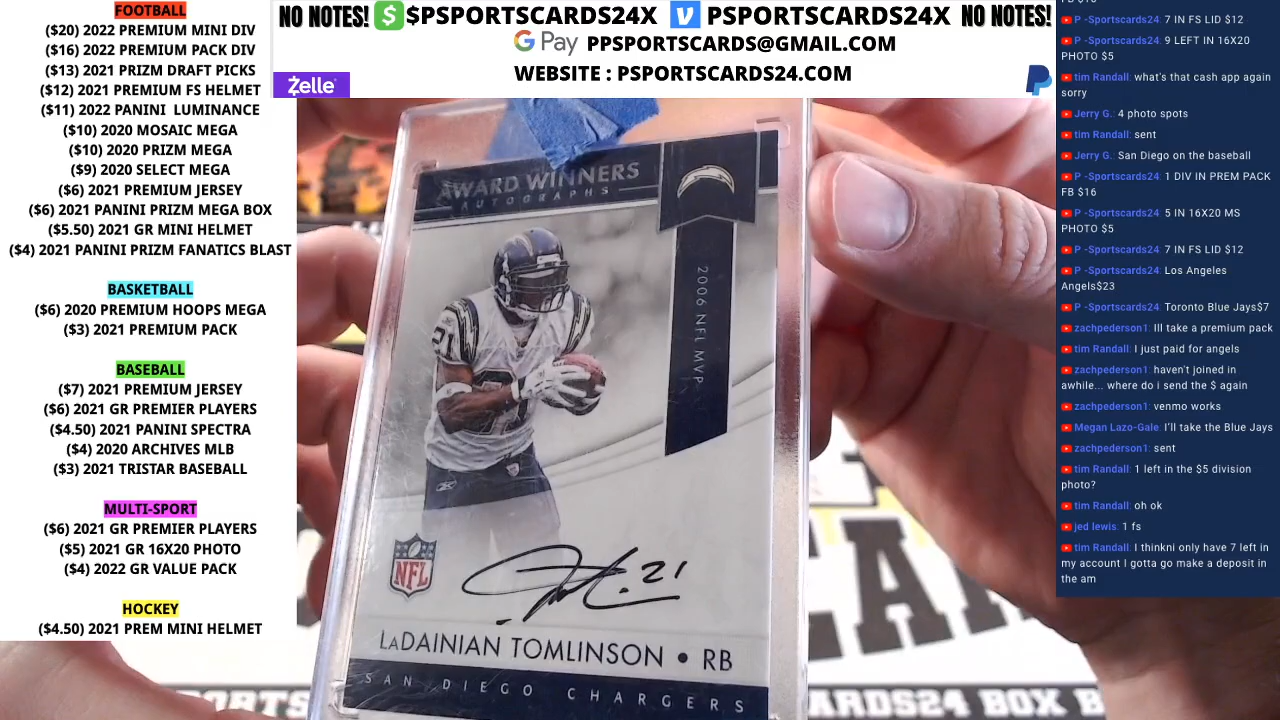 FOOTBALL
($20) 2022 PREMIUM MINI DIV
($16) 2022 PREMIUM PACK DIV
($13) 2021 PRIZM DRAFT PICKS
($12) 2021 PREMIUM FS HELMET
($11) 2022 PANINI LUMINANCE
($10) 2020 MOSAIC MEGA
($10) 2020 PRIZM MEGA
($9) 2020 SELECT MEGA
($6) 2021 PREMIUM JERSEY
($6) 2021 PANINI PRIZM MEGA BOX
($5.50) 2021 GR MINI HELMET
($4) 2021 PANINI PRIZM FANATICS BLAST
BASKETBALL
($6) 2020 PREMIUM HOOPS MEGA
($3) 2021 PREMIUM PACK
BASEBALL
($7) 2021 PREMIUM JERSEY
($6) 2021 GR PREMIER PLAYERS
($4.50) 2021 PANINI SPECTRA
($4) 2020 ARCHIVES MLB
($3) 2021 TRISTAR BASEBALL
MULTI-SPORT
($6) 2021 GR PREMIER PLAYERS
($5) 2021 GR 16X20 PHOTO
($4) 2022 GR VALUE PACK
HOCKEY
($4.50) 2021 PREM MINI HELMET
NO NOTES! $PSPORTSCARDS24X PSPORTSCARDS24X NO NOTES!
G Pay PPSPORTSCARDS@GMAIL.COM
WEBSITE : PSPORTSCARDS24.COM
Zelle
AWARD WINNERS
AUTOGRAPHS
2006 NFL MVP
21
NFL
21
LADAINIAN TOMLINSON • RB
SAN DIEGO CHARGERS
PORTS
CARDS24 BOX B
P -Sportscards24: 7 IN FS LID $12
P -Sportscards24: 9 LEFT IN 16X20
PHOTO $5
tim Randall: what's that cash app again
sorry
Jerry G.: 4 photo spots
tim Randall: sent
Jerry G.: San Diego on the baseball
P -Sportscards24: 1 DIV IN PREM PACK
FB $16
P -Sportscards24: 5 IN 16X20 MS
PHOTO $5
P -Sportscards24: 7 IN FS LID $12
P -Sportscards24: Los Angeles
Angels$23
P -Sportscards24: Toronto Blue Jays$7
zachpederson1: Ill take a premium pack
tim Randall: I just paid for angels
zachpederson1: haven't joined in
awhile... where do i send the $ again
zachpederson1: venmo works
Megan Lazo-Gale: I'll take the Blue Jays
zachpederson1: sent
tim Randall: 1 left in the $5 division
photo?
tim Randall: oh ok
jed lewis: 1 fs
tim Randall: I thinkni only have 7 left in
my account I gotta go make a deposit in
the am